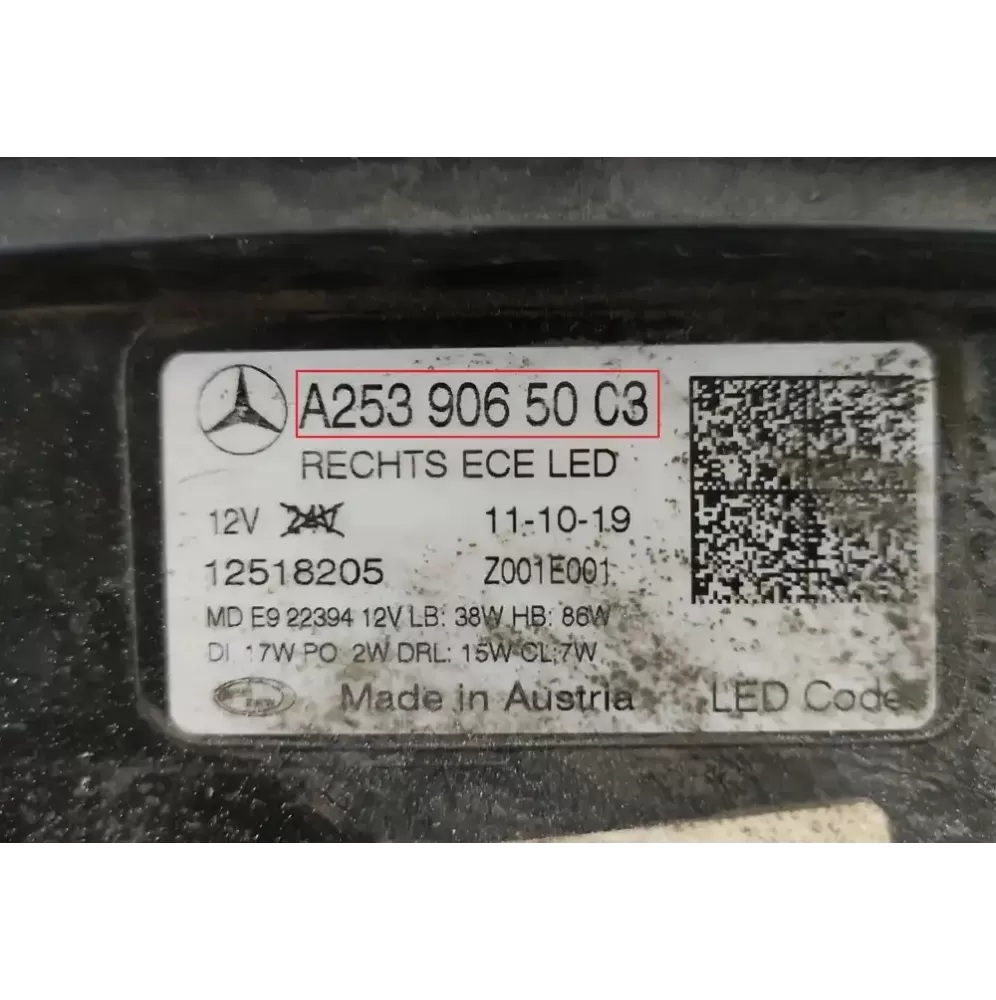 A253 906 50 C3
RECHTS ECE LED
12V 24V 11-10-19
12518205 Z001E001
MD E9 22394 12V LB: 38W HB: 86W
DI 17W PO 2W DRL: 15W CL:7W
Made in Austria LED Code